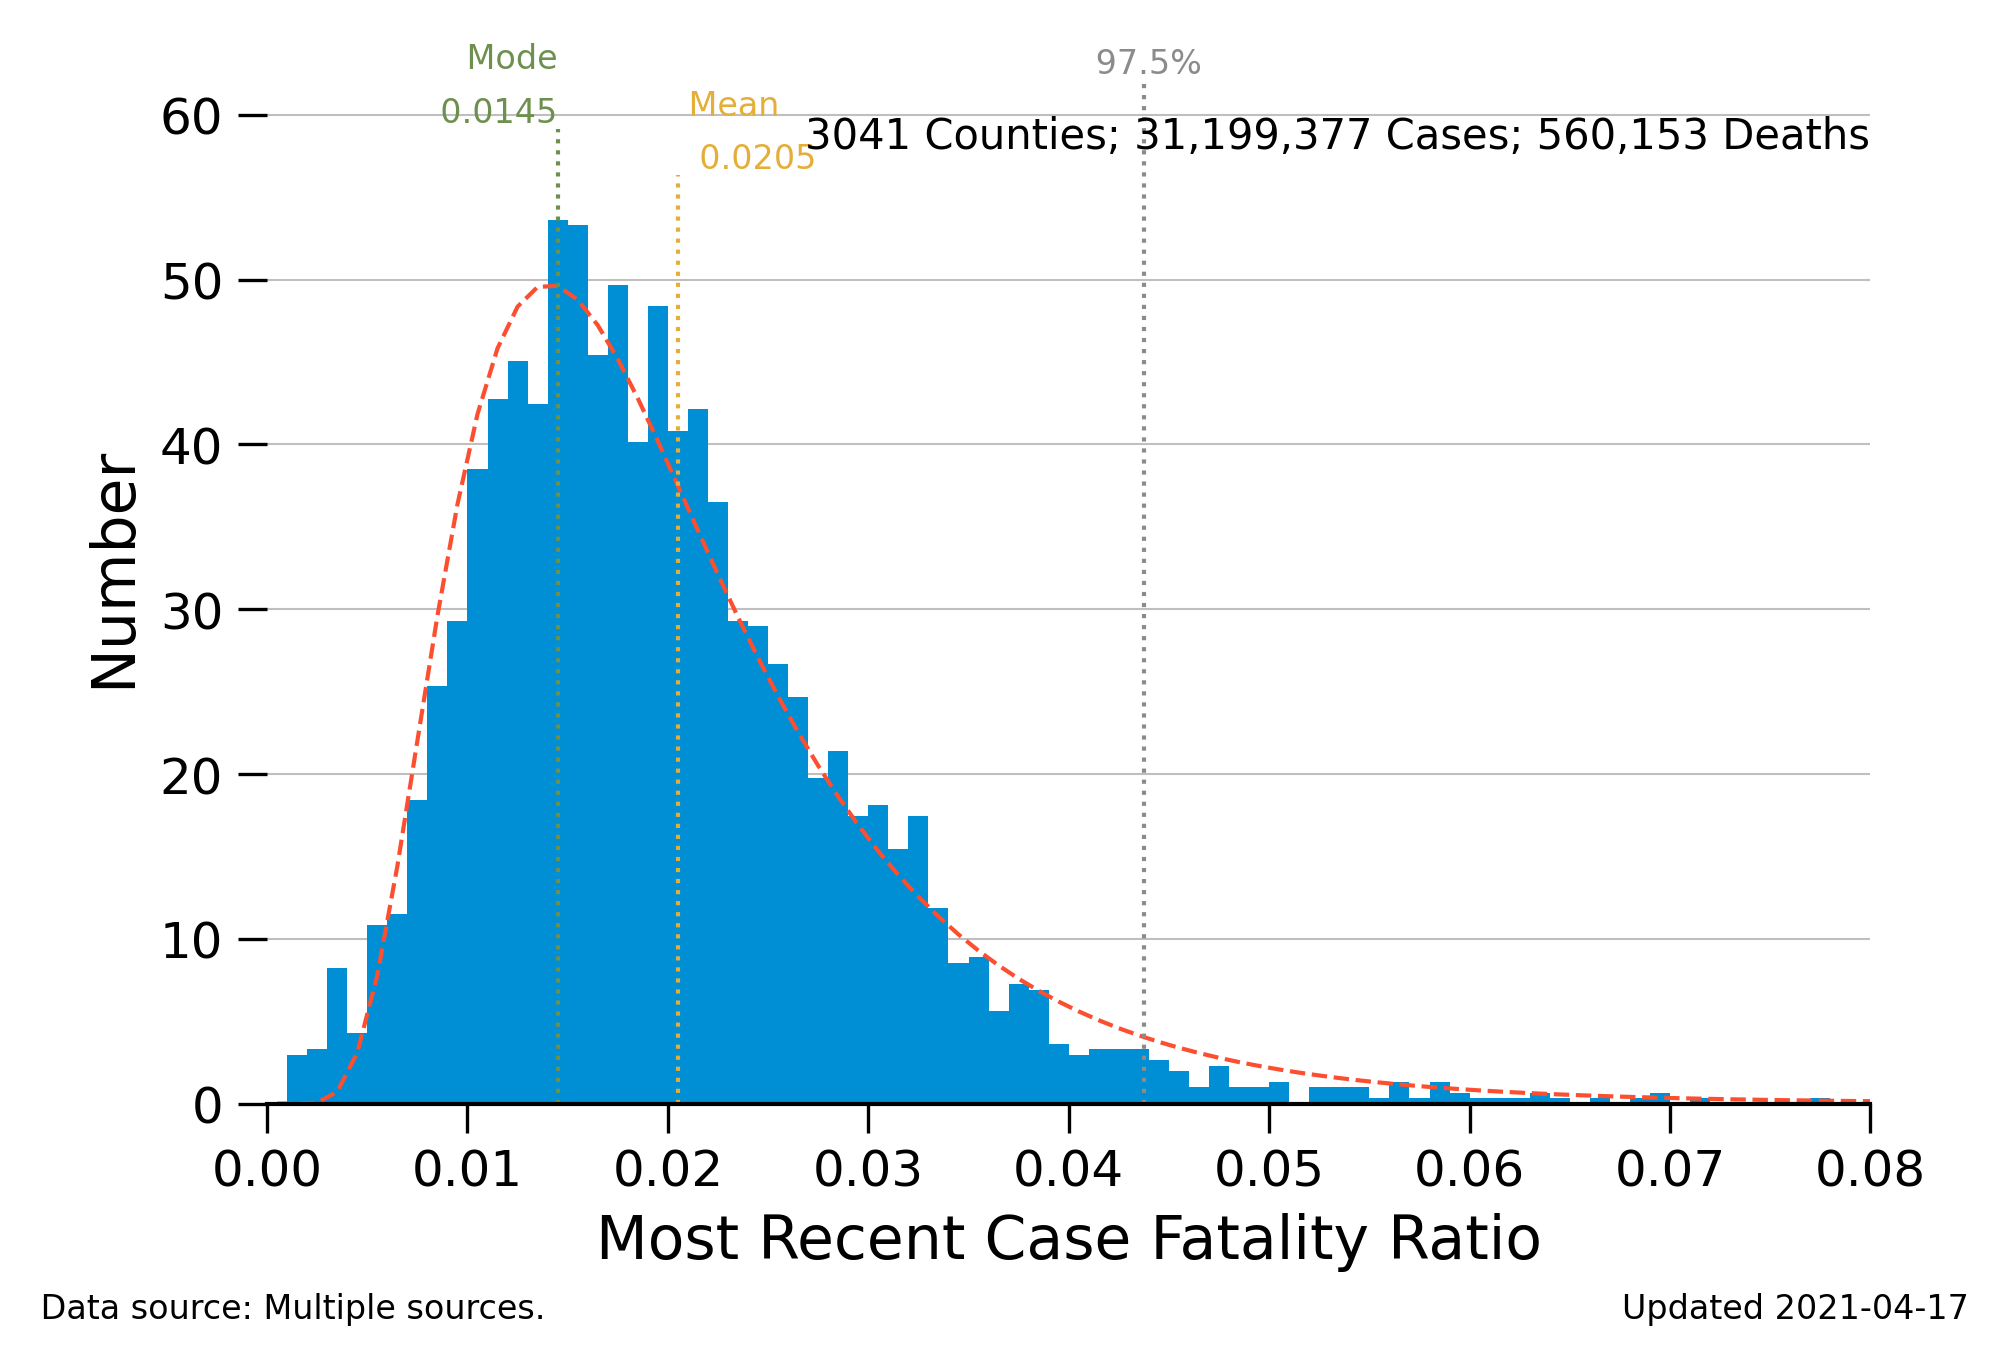 Mode
0.0145
97.5%
Mean
0.0205
3041 Counties; 31,199,377 Cases; 560,153 Deaths
60
50
40
30
20
10
0
Number
0.00 0.01 0.02 0.03 0.04 0.05 0.06 0.07 0.08
Most Recent Case Fatality Ratio
Data source: Multiple sources.
Updated 2021-04-17